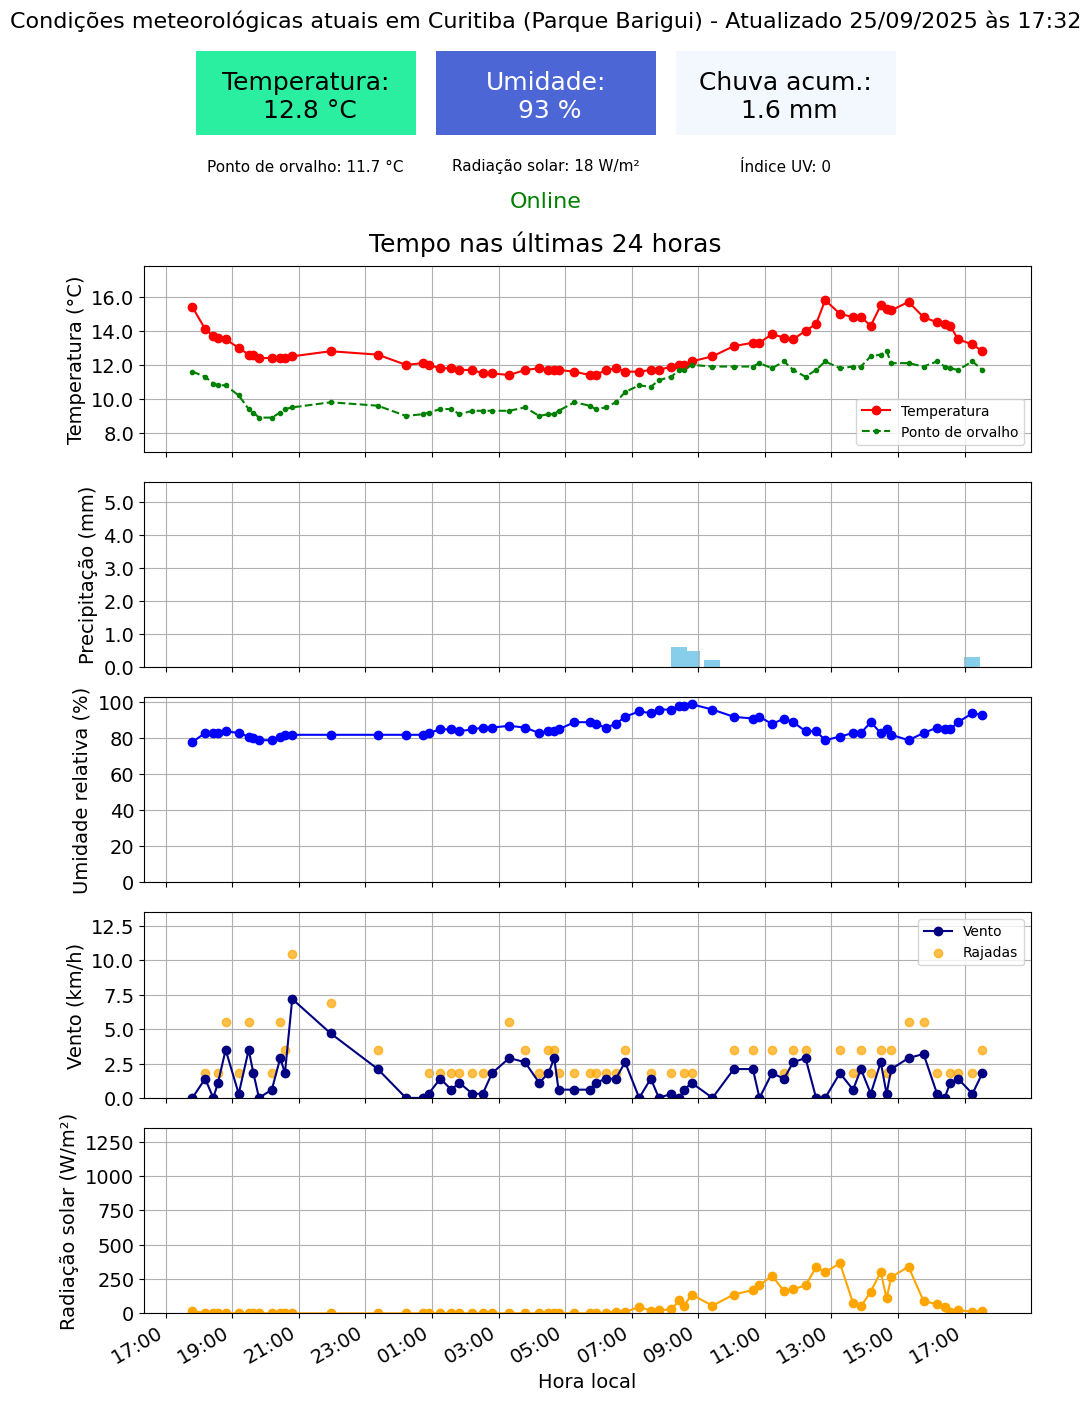 Condições meteorológicas atuais em Curitiba (Parque Barigui) - Atualizado 25/09/2025 às 17:32
Temperatura:
12.8 °C
Umidade:
93 %
Chuva acum.:
1.6 mm
Ponto de orvalho: 11.7 °C
Radiação solar: 18 W/m²
Índice UV: 0
Online
Tempo nas últimas 24 horas
Temperatura (°C)
16.0
14.0
12.0
10.0
8.0
Temperatura
Ponto de orvalho
Precipitação (mm)
5.0
4.0
3.0
2.0
1.0
0.0
Umidade relativa (%)
100
80
60
40
20
0
Vento (km/h)
12.5
10.0
7.5
5.0
2.5
0.0
Vento
Rajadas
Radiação solar (W/m²)
1250
1000
750
500
250
0
17:00
19:00
21:00
23:00
01:00
03:00
05:00
07:00
09:00
11:00
13:00
15:00
17:00
Hora local